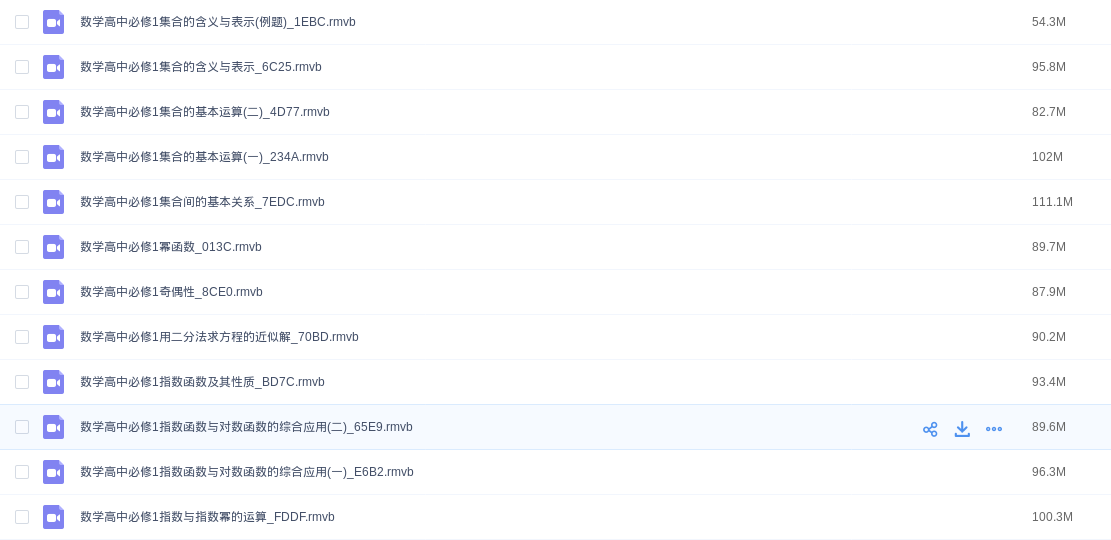 数学高中必修1集合的含义与表示(例题)_1EBC.rmvb 54.3M
数学高中必修1集合的含义与表示_6C25.rmvb 95.8M
数学高中必修1集合的基本运算(二)_4D77.rmvb 82.7M
数学高中必修1集合的基本运算(一)_234A.rmvb 102M
数学高中必修1集合间的基本关系_7EDC.rmvb 111.1M
数学高中必修1幂函数_013C.rmvb 89.7M
数学高中必修1奇偶性_8CE0.rmvb 87.9M
数学高中必修1用二分法求方程的近似解_70BD.rmvb 90.2M
数学高中必修1指数函数及其性质_BD7C.rmvb 93.4M
数学高中必修1指数函数与对数函数的综合应用(二)_65E9.rmvb 89.6M
数学高中必修1指数函数与对数函数的综合应用(一)_E6B2.rmvb 96.3M
数学高中必修1指数与指数幂的运算_FDDF.rmvb 100.3M